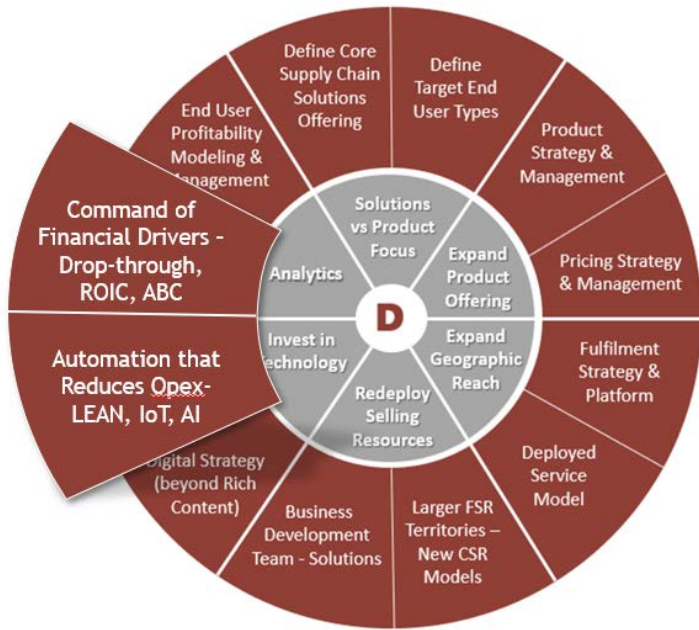 Define Core
Supply Chain
Solutions
Offering
Define
Target End
User Types
Product
Strategy &
Management
Pricing Strategy
& Management
Fulfilment
Strategy &
Platform
Deployed
Service
Model
Larger FSR
Territories –
New CSR
Models
Business
Development
Team - Solutions
Digital Strategy
(beyond Rich
Content)
Automation that
Reduces Opex-
LEAN, IoT, AI
Command of
Financial Drivers –
Drop-through,
ROIC, ABC
End User
Profitability
Modeling &
Management
Solutions
vs Product
Focus
Expand
Product
Offering
Expand
Geographic
Reach
Redeploy
Selling
Resources
Invest in
Technology
Analytics
D